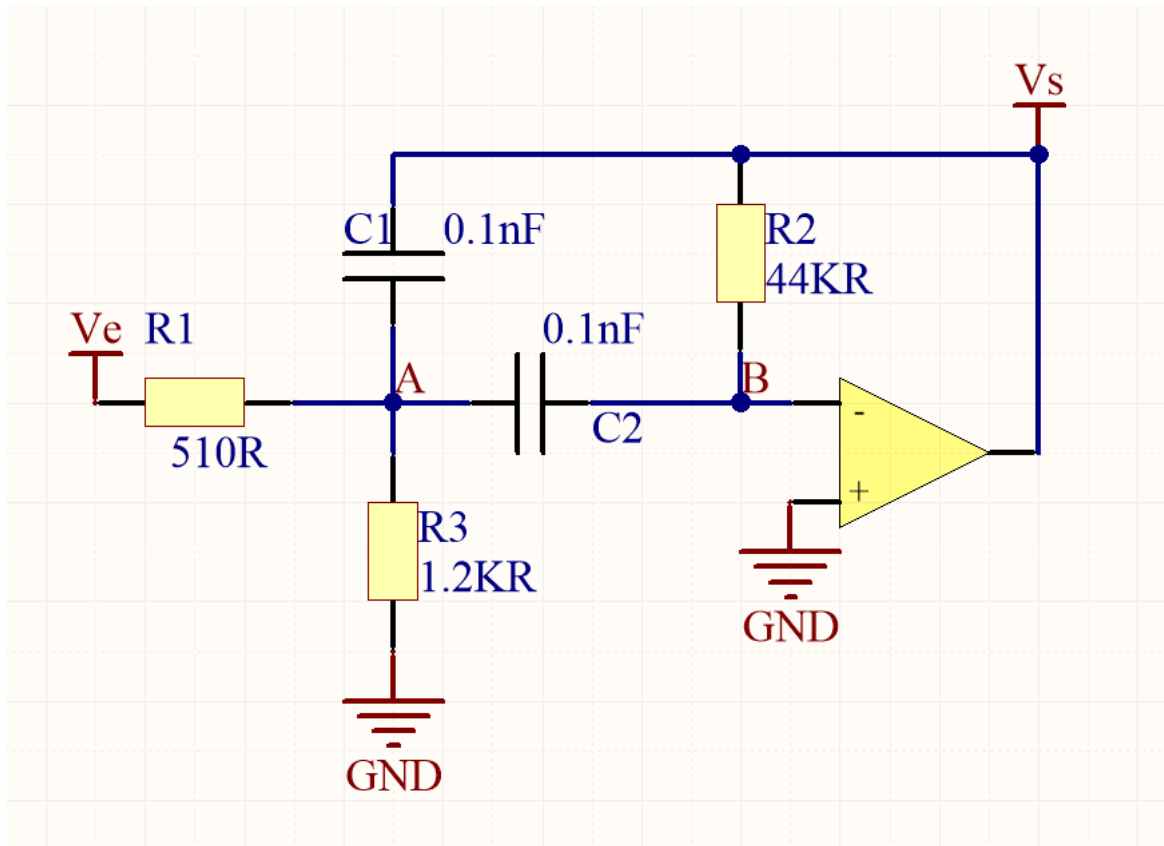 Vs
C1 0.1nF
R2
44KR
Ve R1
0.1nF
A
B
510R
C2
-
+
R3
1.2KR
GND
GND